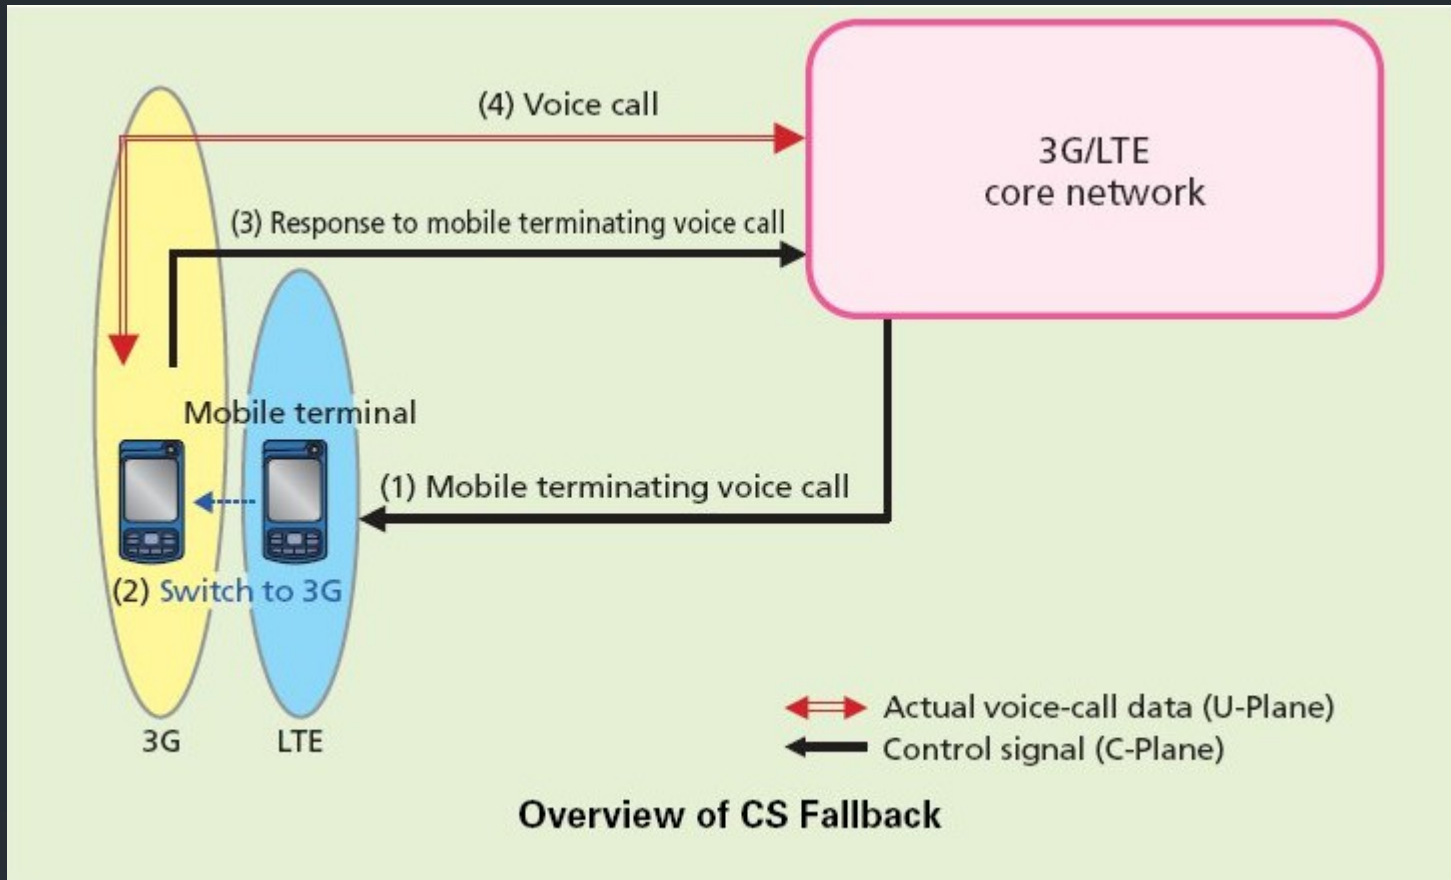 (4) Voice call
3G/LTE
core network
(3) Response to mobile terminating voice call
Mobile terminal
(1) Mobile terminating voice call
(2) Switch to 3G
3G
LTE
Actual voice-call data (U-Plane)
Control signal (C-Plane)
Overview of CS Fallback